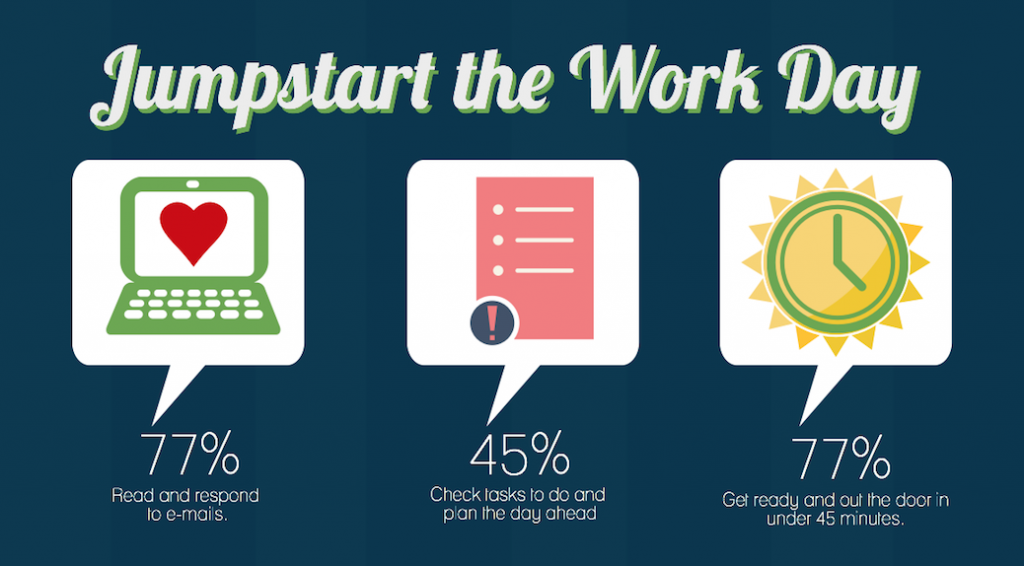 Jumpstart the Work Day
!
77%
Read and respond
to e-mails.
45%
Check tasks to do and
plan the day ahead
77%
Get ready and out the door in
under 45 minutes.